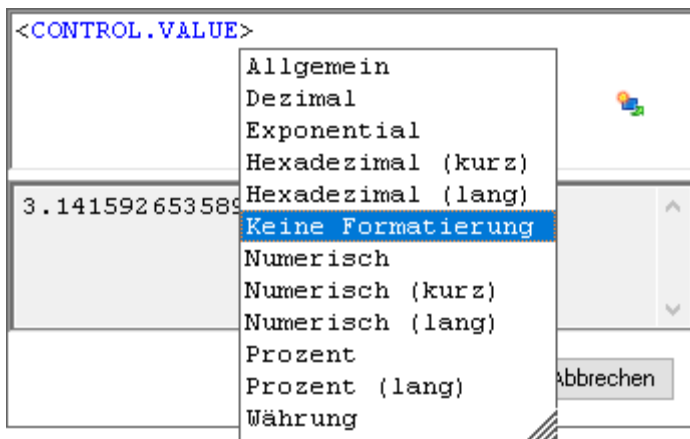 <CONTROL.VALUE>
Allgemein
Dezimal
Exponential
Hexadezimal (kurz)
Hexadezimal (lang)
3.14159265358
Keine Formatierung
Numerisch
Numerisch (kurz)
Numerisch (lang)
Prozent
Prozent (lang)
Abbrechen
Währung